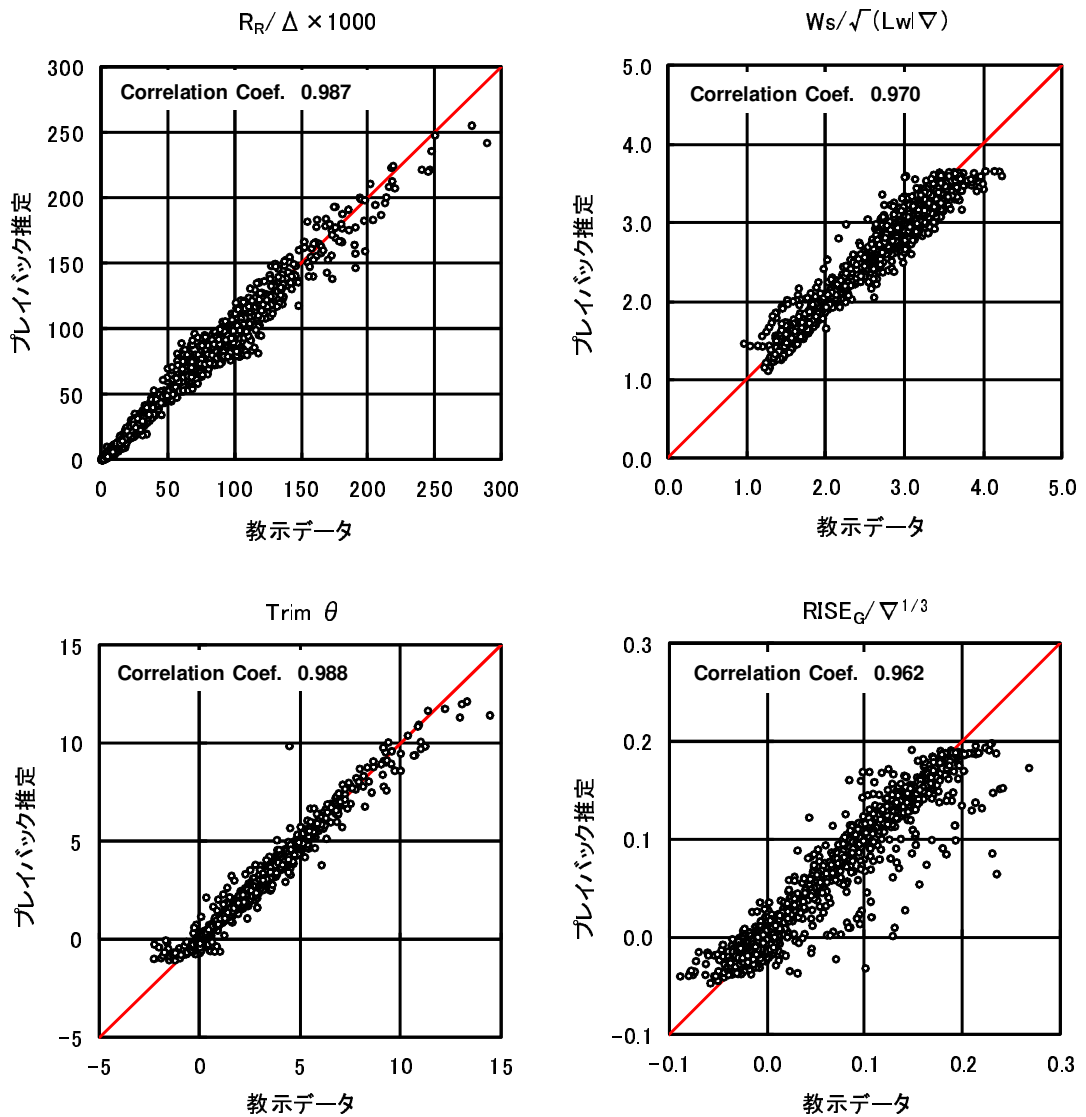 R_R/Δ×1000
300
250
200
150
100
50
0
Correlation Coef. 0.987
プレイバック推定
0 50 100 150 200 250 300
教示データ
Ws/√(Lwl∇)
5.0
4.0
3.0
2.0
1.0
0.0
Correlation Coef. 0.970
プレイバック推定
0.0 1.0 2.0 3.0 4.0 5.0
教示データ
Trim θ
15
10
5
0
-5
Correlation Coef. 0.988
プレイバック推定
-5 0 5 10 15
教示データ
RISE_G/∇^1/3
0.3
0.2
0.1
0.0
-0.1
Correlation Coef. 0.962
プレイバック推定
-0.1 0.0 0.1 0.2 0.3
教示データ